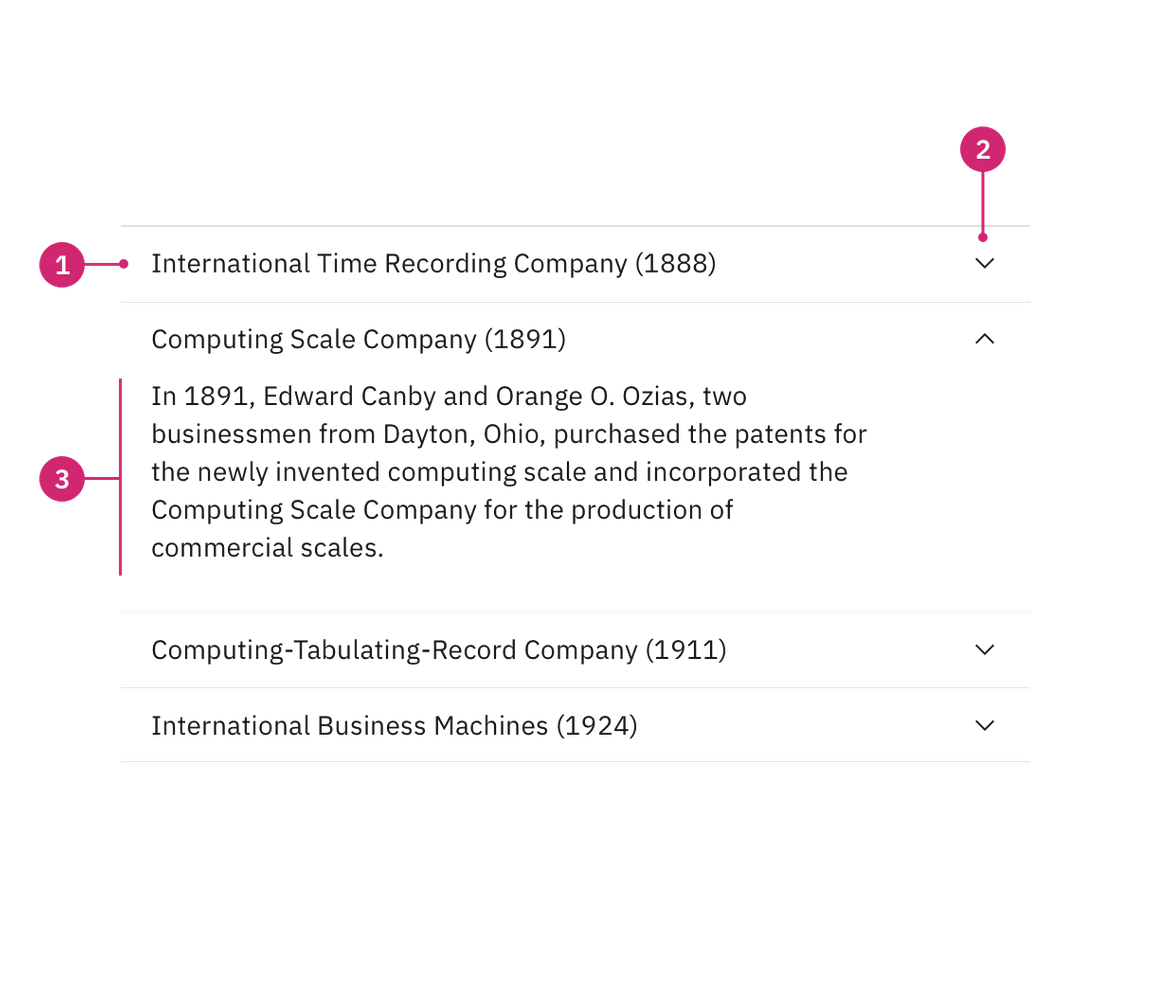 2
1 International Time Recording Company (1888)
Computing Scale Company (1891)
In 1891, Edward Canby and Orange O. Ozias, two
businessmen from Dayton, Ohio, purchased the patents for
3 the newly invented computing scale and incorporated the
Computing Scale Company for the production of
commercial scales.
Computing-Tabulating-Record Company (1911)
International Business Machines (1924)